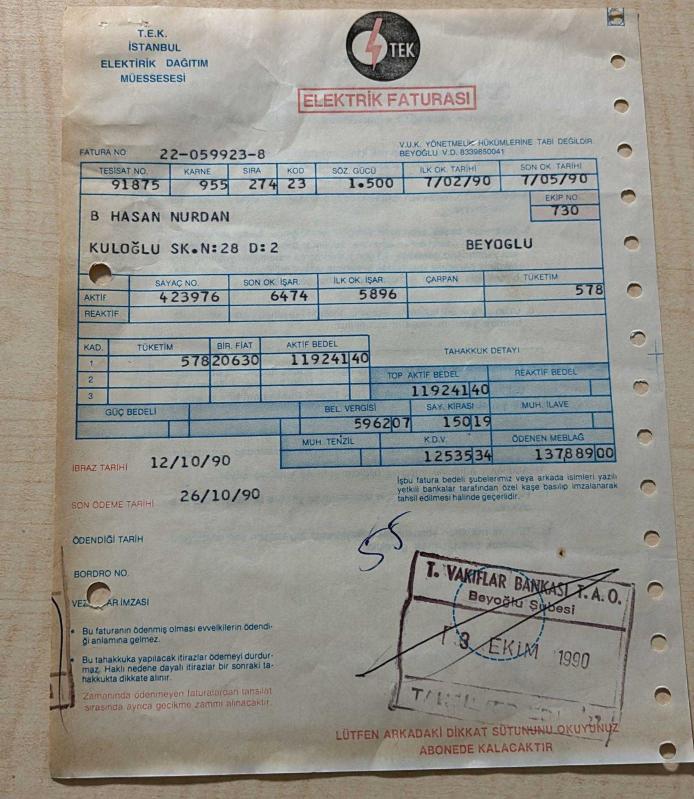 T.E.K.
İSTANBUL
ELEKTİRİK DAĞITIM
MÜESSESESİ
TEK
ELEKTRİK FATURASI
FATURA NO 22-059923-8
V.U.K. YÖNETMELİK HÜKÜMLERİNE TABİ DEĞİLDİR
BEYOĞLU V.D. 8339850041
TESİSAT NO. KARNE SIRA KOD SÖZ. GÜCÜ İLK OK. TARİHİ SON OK. TARİHİ
91875 955 274 23 1.500 7/02/90 7/05/90
EKİP NO
730
B HASAN NURDAN
KULOĞLU SK.N:28 D:2 BEYOGLU
SAYAÇ NO. SON OK. İŞAR. İLK OK. İŞAR. ÇARPAN TÜKETİM
AKTİF 423976 6474 5896 578
REAKTİF
KAD. TÜKETİM BİR. FİAT AKTİF BEDEL TAHAKKUK DETAYI
1 578 20630 119241 40
2 TOP AKTİF BEDEL REAKTİF BEDEL
3 119241 40
GÜÇ BEDELİ BEL. VERGİSİ SAY. KİRASI MUH. İLAVE
5962 07 150 19
MUH. TENZİL K.D.V. ÖDENEN MEBLAĞ
12535 34 137889 00
İBRAZ TARİHİ 12/10/90
SON ÖDEME TARİHİ 26/10/90
İşbu fatura bedeli şubelerimiz veya arkada isimleri yazılı
yetkili bankalar tarafından özel kaşe basılıp imzalanarak
tahsil edilmesi halinde geçerlidir.
ÖDENDİĞİ TARİH
BORDRO NO.
VEZ AR İMZASI
• Bu faturanın ödenmiş olması evvelkilerin ödendi-
ği anlamına gelmez.
• Bu tahakkuka yapılacak itirazlar ödemeyi durdur-
maz. Haklı nedene dayalı itirazlar bir sonraki ta-
hakkukta dikkate alınır.
Zamanında ödenmeyen faturalardan tahsilat
sırasında ayrıca gecikme zammı alınacaktır.
T. VAKIFLAR BANKASI T.A.O.
Beyoğlu Şubesi
3 EKİM 1990
LÜTFEN ARKADAKİ DİKKAT SÜTUNUNU OKUYUNUZ
ABONEDE KALACAKTIR